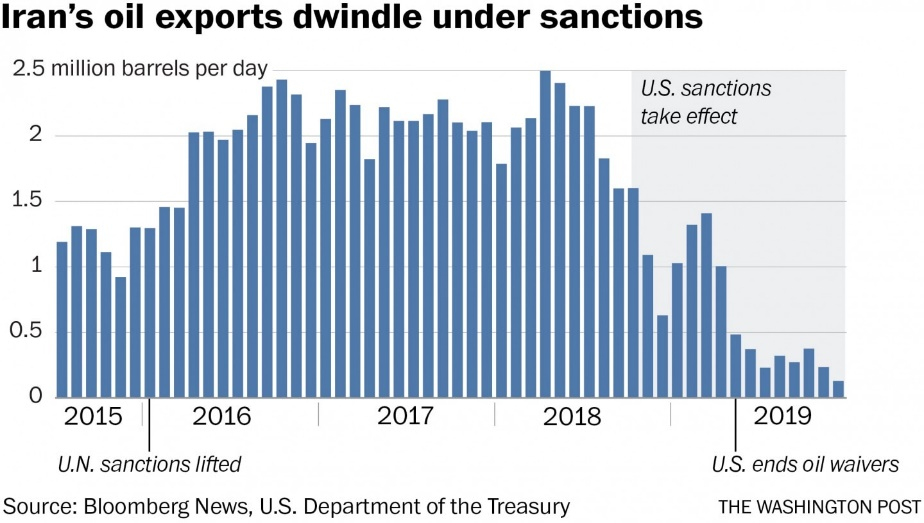 Iran’s oil exports dwindle under sanctions
2.5 million barrels per day
U.S. sanctions
take effect
2
1.5
1
0.5
0
2015 2016 2017 2018 2019
U.N. sanctions lifted
U.S. ends oil waivers
Source: Bloomberg News, U.S. Department of the Treasury
THE WASHINGTON POST